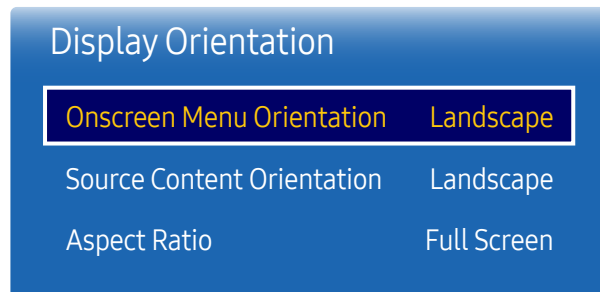 Display Orientation
Onscreen Menu Orientation Landscape
Source Content Orientation Landscape
Aspect Ratio Full Screen